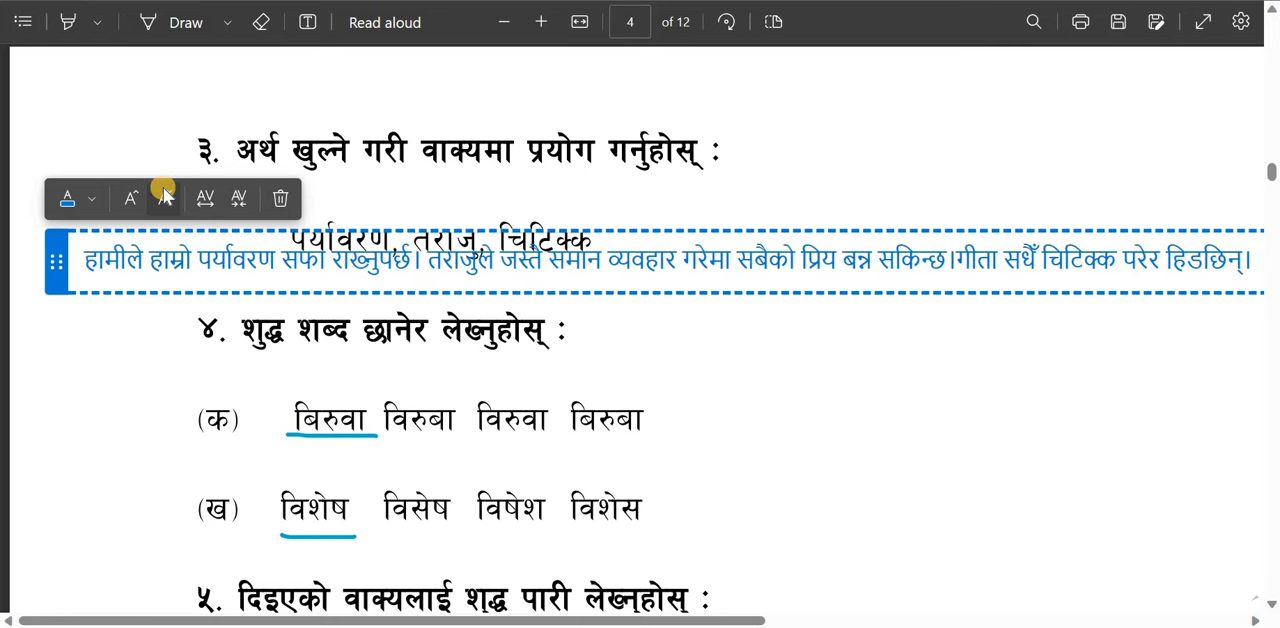 Draw Read aloud 4 of 12
३. अर्थ खुल्ने गरी वाक्यमा प्रयोग गर्नुहोस् :
पर्यावरण, तराजु, चिटिक्क
हामीले हाम्रो पर्यावरण सफा राख्नुपर्छ। तराजुले जस्तै समान व्यवहार गरेमा सबैको प्रिय बन्न सकिन्छ।गीता सधैँ चिटिक्क परेर हिडछिन्।
४. शुद्ध शब्द छानेर लेख्नुहोस् :
(क) बिरुवा विरुबा विरुवा बिरुबा
(ख) विशेष विसेष विषेश विशेस
५. दिइएको वाक्यलाई शुद्ध पारी लेख्नुहोस् :